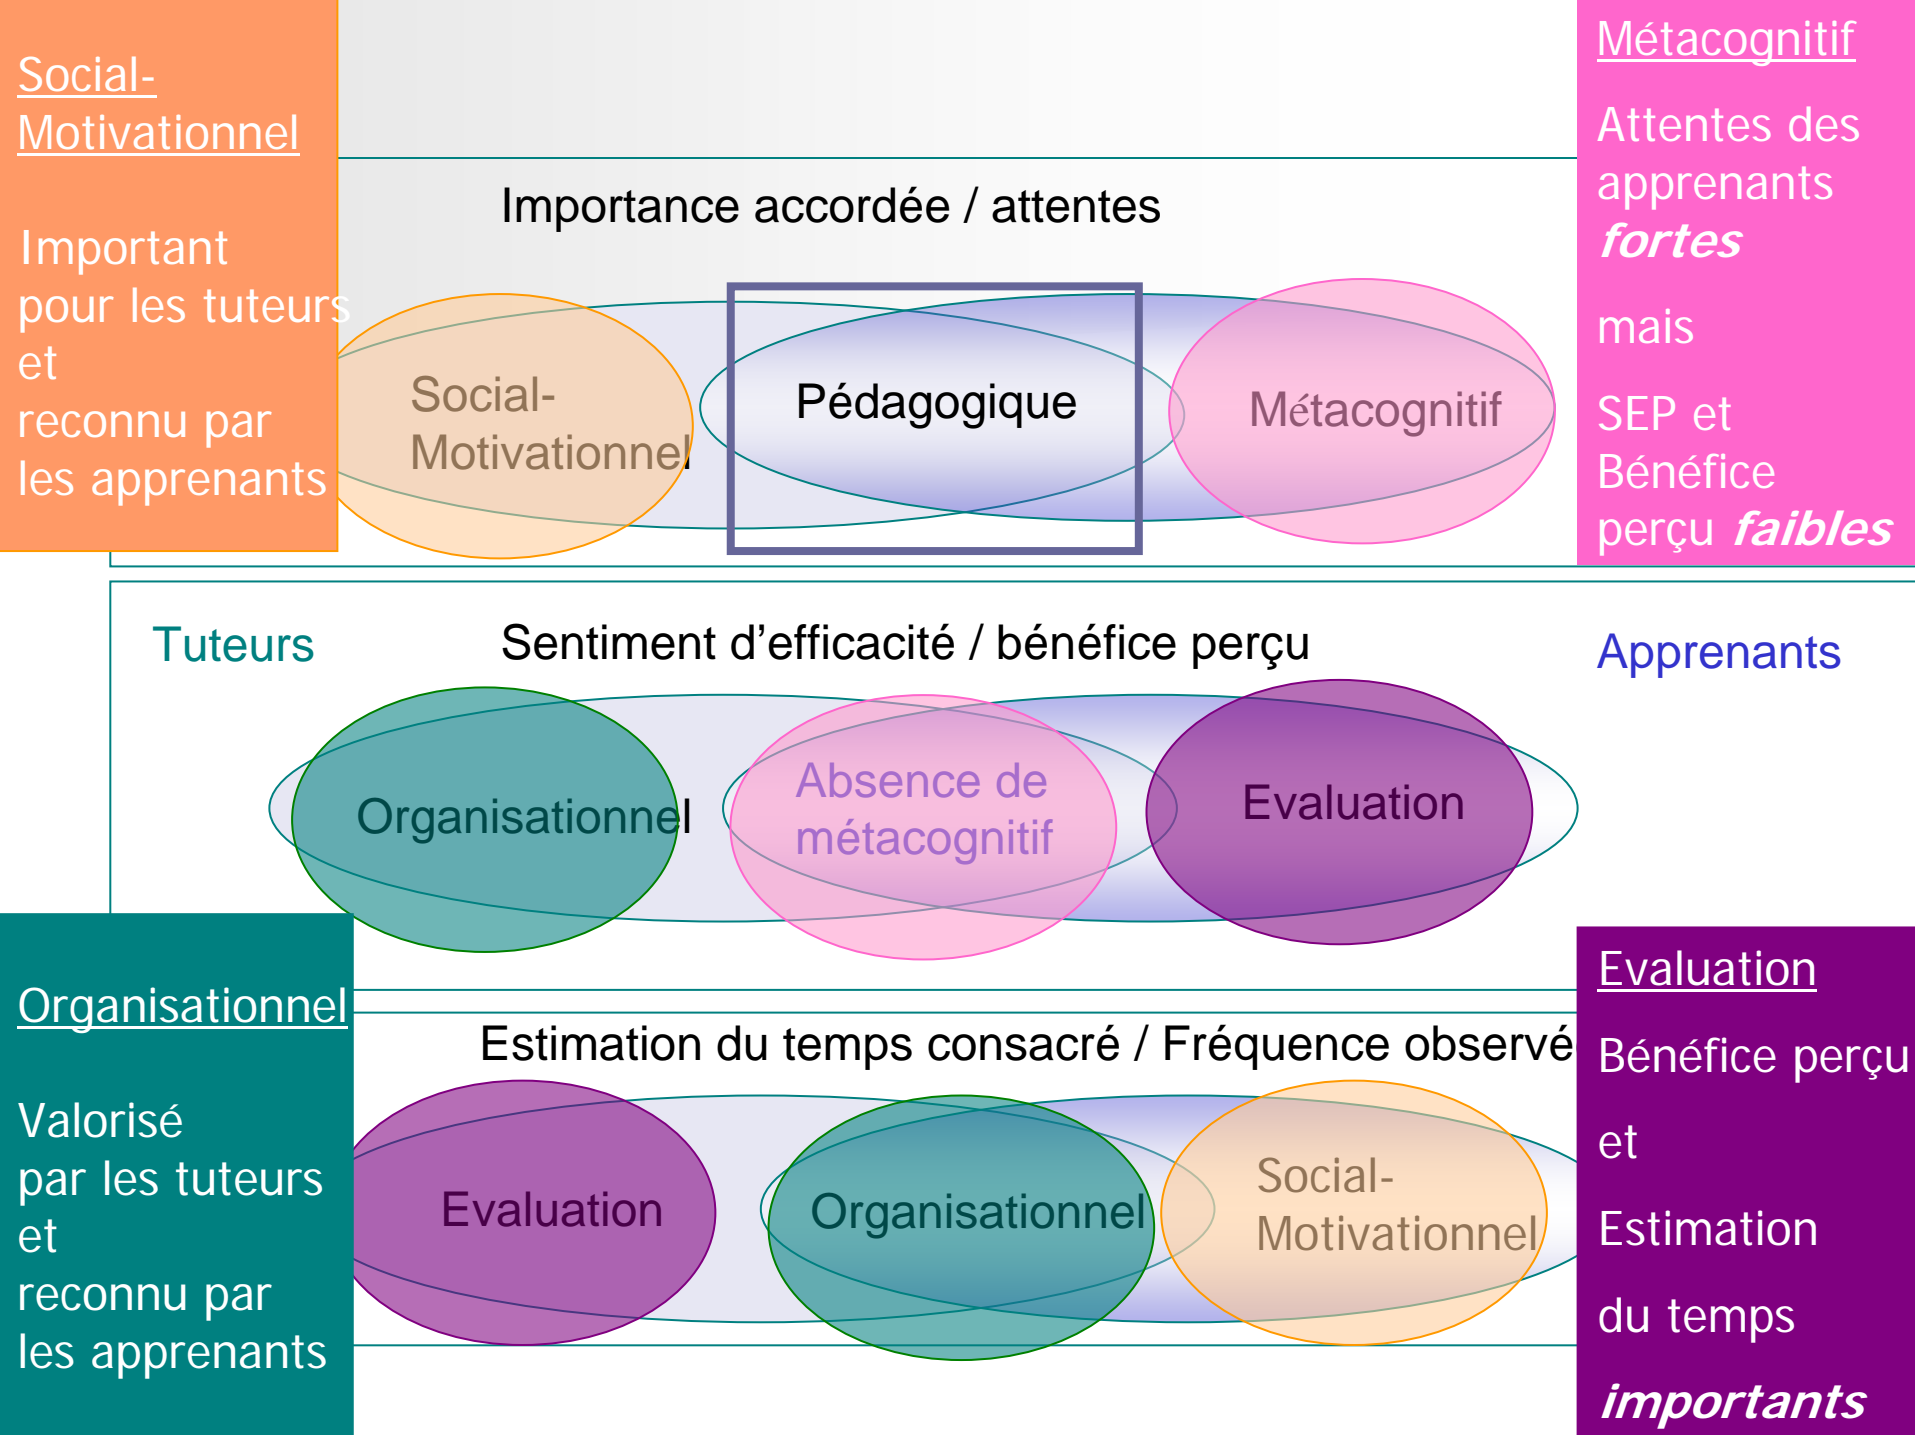 Social-
Motivationnel
Important
pour les tuteurs
et
reconnu par
les apprenants
Métacognitif
Attentes des
apprenants
fortes
mais
SEP et
Bénéfice
perçu faibles
Importance accordée / attentes
Social-
Motivationnel
Pédagogique
Métacognitif
Tuteurs
Sentiment d’efficacité / bénéfice perçu
Apprenants
Organisationnel
Absence de
métacognitif
Evaluation
Organisationnel
Valorisé
par les tuteurs
et
reconnu par
les apprenants
Estimation du temps consacré / Fréquence observé
Evaluation
Organisationnel
Social-
Motivationnel
Evaluation
Bénéfice perçu
et
Estimation
du temps
importants